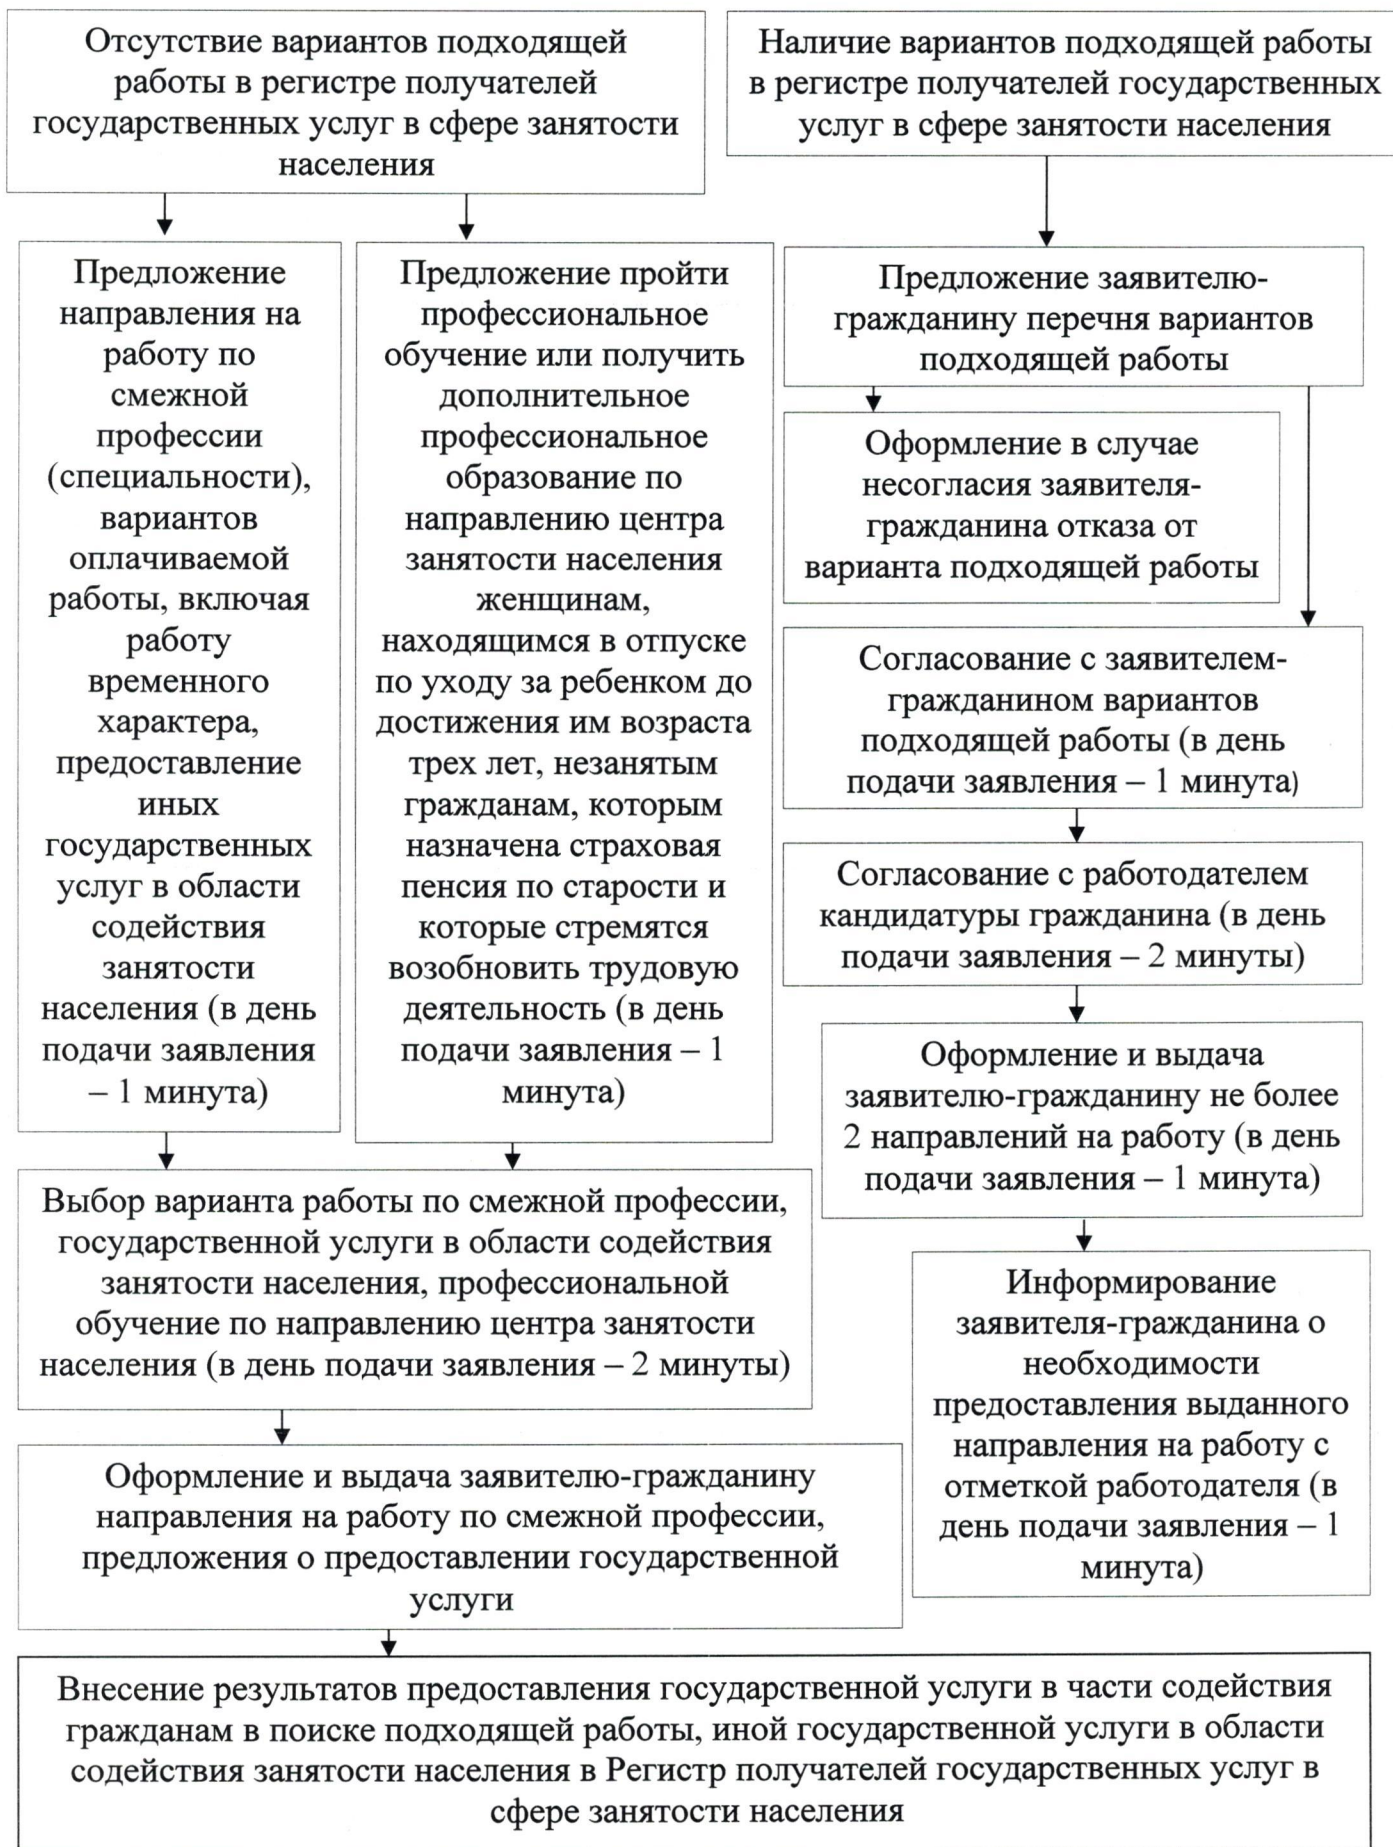 Отсутствие вариантов подходящей
работы в регистре получателей
государственных услуг в сфере занятости
населения
Наличие вариантов подходящей работы
в регистре получателей государственных
услуг в сфере занятости населения
Предложение
направления на
работу по
смежной
профессии
(специальности),
вариантов
оплачиваемой
работы, включая
работу
временного
характера,
предоставление
иных
государственных
услуг в области
содействия
занятости
населения (в день
подачи заявления
– 1 минута)
Предложение пройти
профессиональное
обучение или получить
дополнительное
профессиональное
образование по
направлению центра
занятости населения
женщинам,
находящимся в отпуске
по уходу за ребенком до
достижения им возраста
трех лет, незанятым
гражданам, которым
назначена страховая
пенсия по старости и
которые стремятся
возобновить трудовую
деятельность (в день
подачи заявления – 1
минута)
Предложение заявителю-
гражданину перечня вариантов
подходящей работы
Оформление в случае
несогласия заявителя-
гражданина отказа от
варианта подходящей работы
Согласование с заявителем-
гражданином вариантов
подходящей работы (в день
подачи заявления – 1 минута)
Согласование с работодателем
кандидатуры гражданина (в день
подачи заявления – 2 минуты)
Оформление и выдача
заявителю-гражданину не более
2 направлений на работу (в день
подачи заявления – 1 минута)
Информирование
заявителя-гражданина о
необходимости
предоставления выданного
направления на работу с
отметкой работодателя (в
день подачи заявления – 1
минута)
Выбор варианта работы по смежной профессии,
государственной услуги в области содействия
занятости населения, профессиональной
обучение по направлению центра занятости
населения (в день подачи заявления – 2 минуты)
Оформление и выдача заявителю-гражданину
направления на работу по смежной профессии,
предложения о предоставлении государственной
услуги
Внесение результатов предоставления государственной услуги в части содействия
гражданам в поиске подходящей работы, иной государственной услуги в области
содействия занятости населения в Регистр получателей государственных услуг в
сфере занятости населения